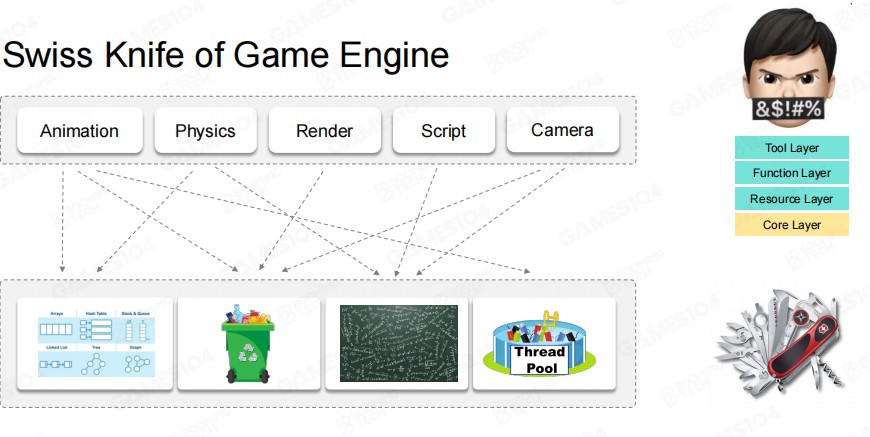 Swiss Knife of Game Engine
&$!#%
Animation
Physics
Render
Script
Camera
Tool Layer
Function Layer
Resource Layer
Core Layer
Arrays
Hash Table
Stack & Queue
Linked List
Tree
Graph
Thread
Pool
GAMES104